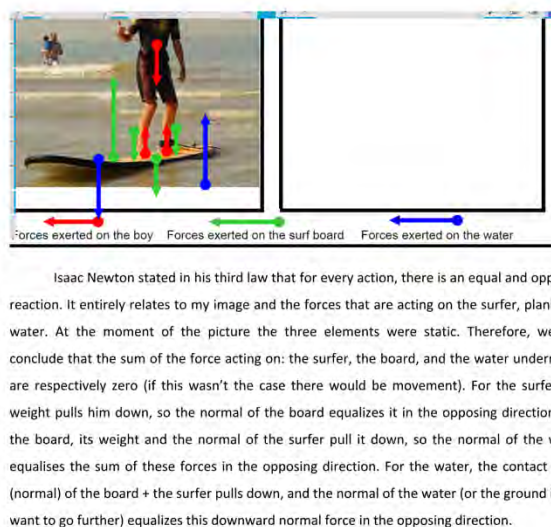 Forces exerted on the boy Forces exerted on the surf board Forces exerted on the water
Isaac Newton stated in his third law that for every action, there is an equal and opp
reaction. It entirely relates to my image and the forces that are acting on the surfer, plan
water. At the moment of the picture the three elements were static. Therefore, we
conclude that the sum of the force acting on: the surfer, the board, and the water undern
are respectively zero (if this wasn't the case there would be movement). For the surfe
weight pulls him down, so the normal of the board equalizes it in the opposing direction
the board, its weight and the normal of the surfer pull it down, so the normal of the w
equalises the sum of these forces in the opposing direction. For the water, the contact
(normal) of the board + the surfer pulls down, and the normal of the water (or the ground
want to go further) equalizes this downward normal force in the opposing direction.